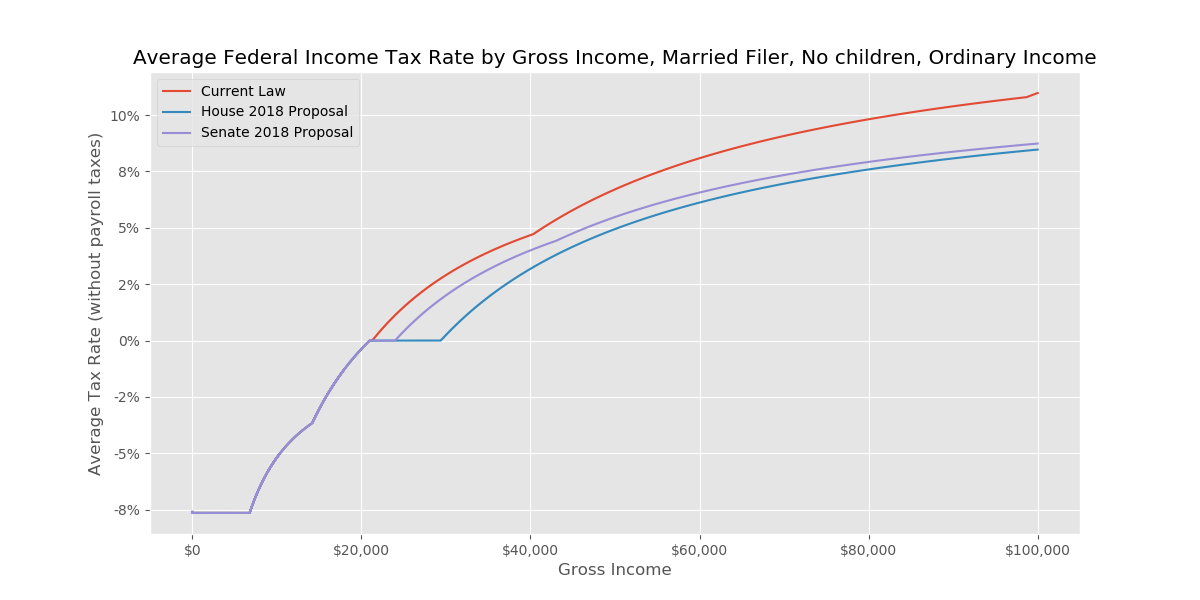 Average Federal Income Tax Rate by Gross Income, Married Filer, No children, Ordinary Income
Current Law
House 2018 Proposal
Senate 2018 Proposal
Average Tax Rate (without payroll taxes)
10%
8%
5%
2%
0%
-2%
-5%
-8%
$0 $20,000 $40,000 $60,000 $80,000 $100,000
Gross Income